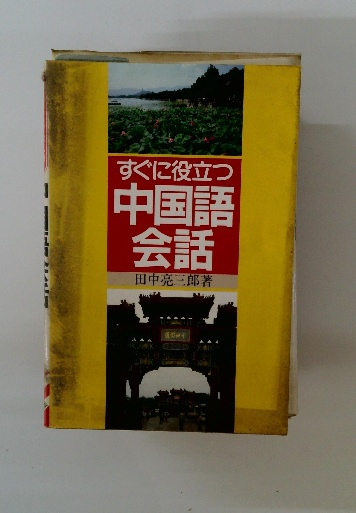 すぐに役立つ
中国語
会話
田中亮三郎著